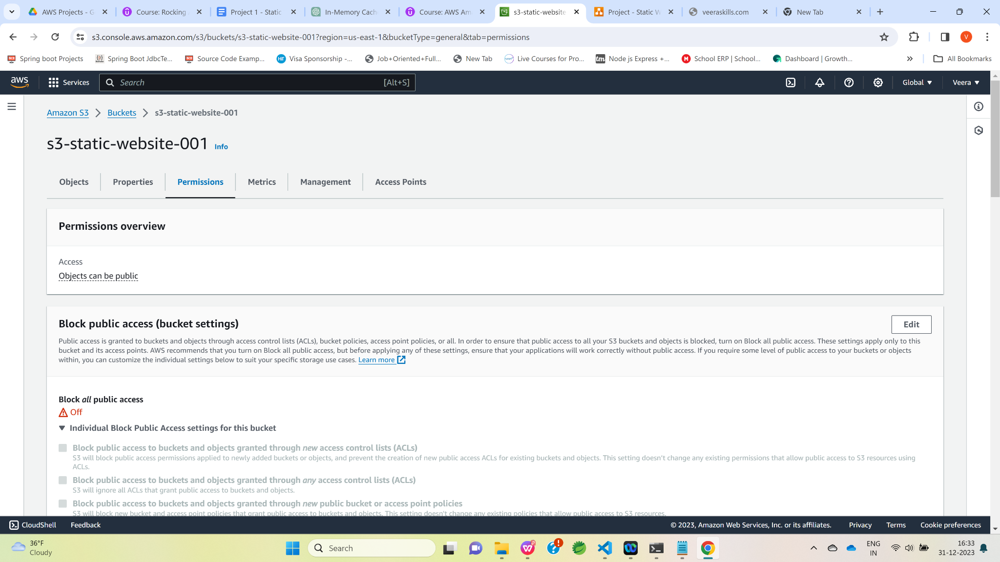 AWS Projects - G
Course: Rocking
Project 1 - Static
In-Memory Cach
Course: AWS Am
s3-static-website
Project - Static W
veeraskills.com
New Tab
s3.console.aws.amazon.com/s3/buckets/s3-static-website-001?region=us-east-1&bucketType=general&tab=permissions
V
Spring boot Projects
Spring Boot JdbcTe...
Source Code Examp...
Visa Sponsorship -...
Job+Oriented+Full...
New Tab
Live Courses for Pro...
Node js Express +...
School ERP | School...
Dashboard | Growth...
All Bookmarks
aws
Services
Search
[Alt+S]
Global
Veera
Amazon S3
Buckets
s3-static-website-001
s3-static-website-001 Info
Objects
Properties
Permissions
Metrics
Management
Access Points
Permissions overview
Access
Objects can be public
Block public access (bucket settings)
Edit
Public access is granted to buckets and objects through access control lists (ACLs), bucket policies, access point policies, or all. In order to ensure that public access to all your S3 buckets and objects is blocked, turn on Block all public access. These settings apply only to this
bucket and its access points. AWS recommends that you turn on Block all public access, but before applying any of these settings, ensure that your applications will work correctly without public access. If you require some level of public access to your buckets or objects
within, you can customize the individual settings below to suit your specific storage use cases. Learn more
Block all public access
Off
Individual Block Public Access settings for this bucket
Block public access to buckets and objects granted through new access control lists (ACLs)
S3 will block public access permissions applied to newly added buckets or objects, and prevent the creation of new public access ACLs for existing buckets and objects. This setting doesn't change any existing permissions that allow public access to S3 resources using
ACLs.
Block public access to buckets and objects granted through any access control lists (ACLs)
S3 will ignore all ACLs that grant public access to buckets and objects.
Block public access to buckets and objects granted through new public bucket or access point policies
S3 will block new bucket and access point policies that grant public access to buckets and objects. This setting doesn't change any existing policies that allow public access to S3 resources.
CloudShell
Feedback
© 2023, Amazon Web Services, Inc. or its affiliates.
Privacy
Terms
Cookie preferences
36°F
Cloudy
Search
ENG
IN
16:33
31-12-2023